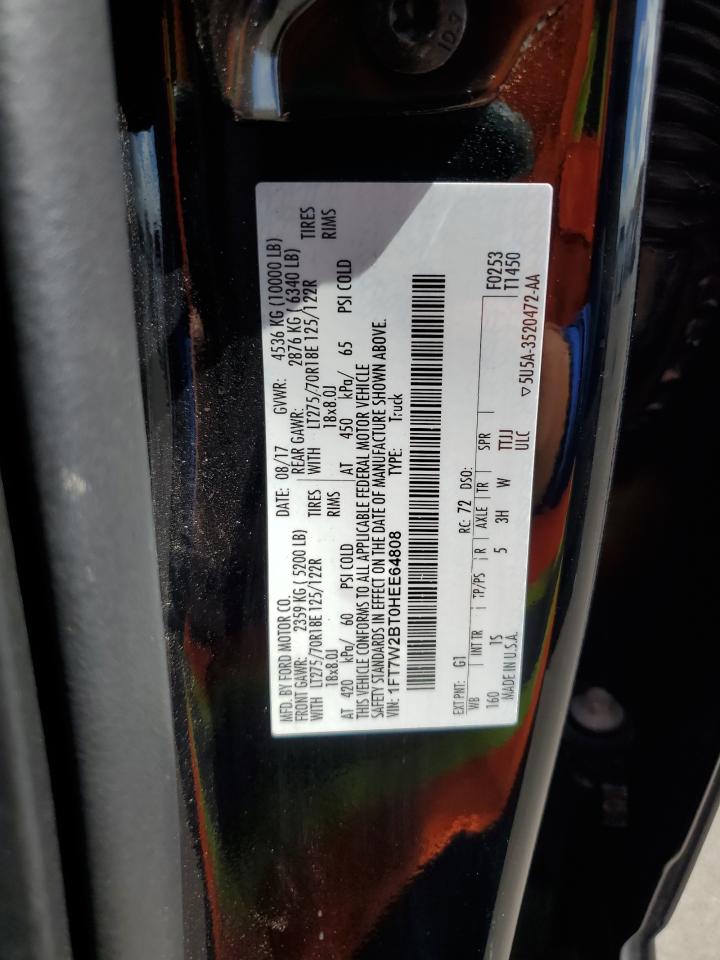 MFD. BY FORD MOTOR CO.
DATE: 08/17 GVWR: 4536 KG (10000 LB)
FRONT GAWR: 2359 KG ( 5200 LB)
REAR GAWR: 2876 KG ( 6340 LB)
WITH LT275/70R18E 125/122R TIRES
WITH LT275/70R18E 125/122R TIRES
18x8.0J RIMS
18x8.0J RIMS
AT 420 kPa/ 60 PSI COLD
AT 450 kPa/ 65 PSI COLD
THIS VEHICLE CONFORMS TO ALL APPLICABLE FEDERAL MOTOR VEHICLE
SAFETY STANDARDS IN EFFECT ON THE DATE OF MANUFACTURE SHOWN ABOVE.
VIN: 1FT7W2BT0HEE64808 TYPE: Truck
EXT PNT: G1 RC: 72 DSO: F0253
T1450
WB INT TR TP/PS R AXLE TR SPR
160 1S 5 3H W TTJJ
ULC
MADE IN U.S.A.
▽5U5A-3520472-AA
10.9